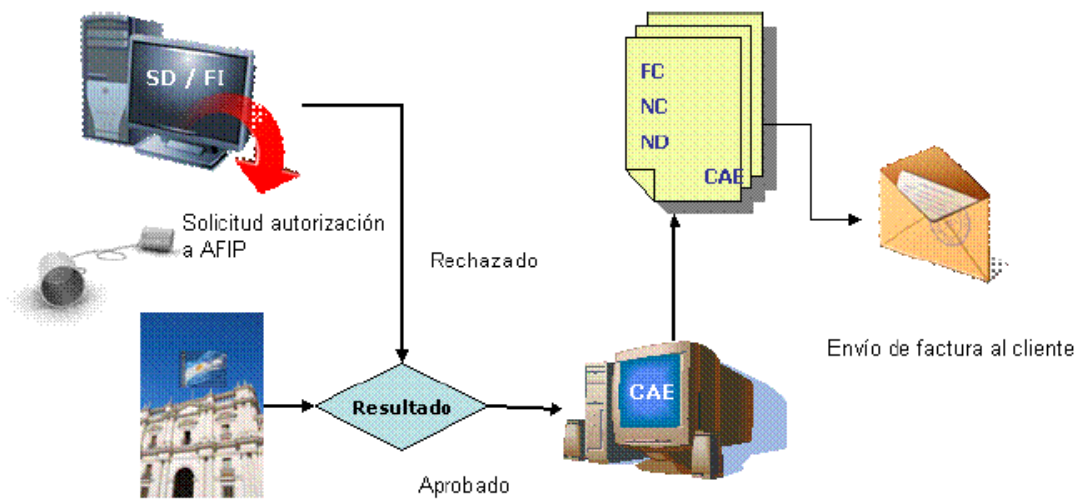 SD / FI
Solicitud autorización
a AFIP
Rechazado
FC
NC
ND
CAE
Envío de factura al cliente
Resultado
CAE
Aprobado